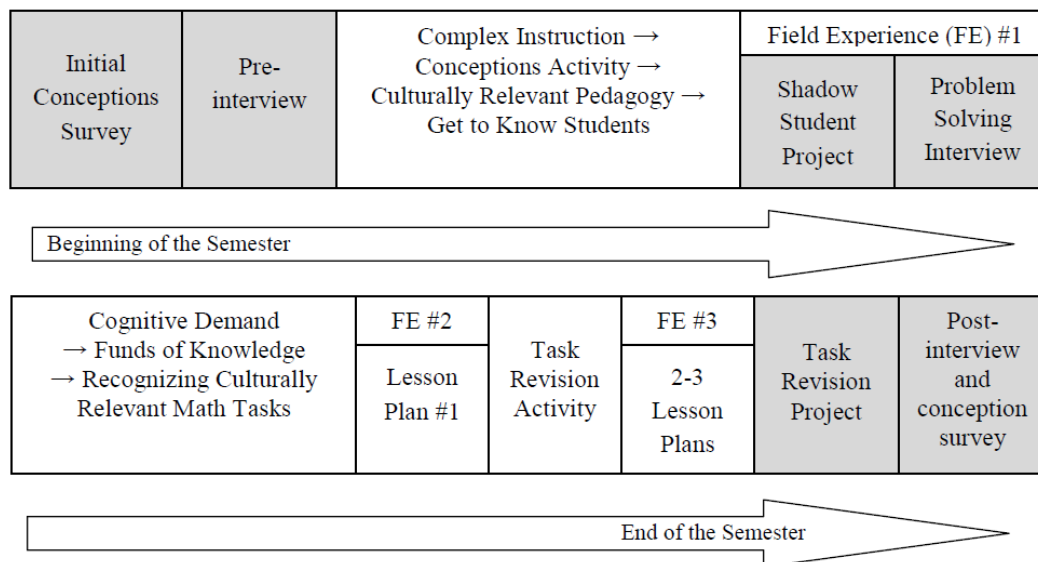 Initial
Conceptions
Survey
Pre-
interview
Complex Instruction →
Conceptions Activity →
Culturally Relevant Pedagogy →
Get to Know Students
Field Experience (FE) #1
Shadow
Student
Project
Problem
Solving
Interview
Beginning of the Semester
Cognitive Demand
→ Funds of Knowledge
→ Recognizing Culturally
Relevant Math Tasks
FE #2
Lesson
Plan #1
Task
Revision
Activity
FE #3
2-3
Lesson
Plans
Task
Revision
Project
Post-
interview
and
conception
survey
End of the Semester